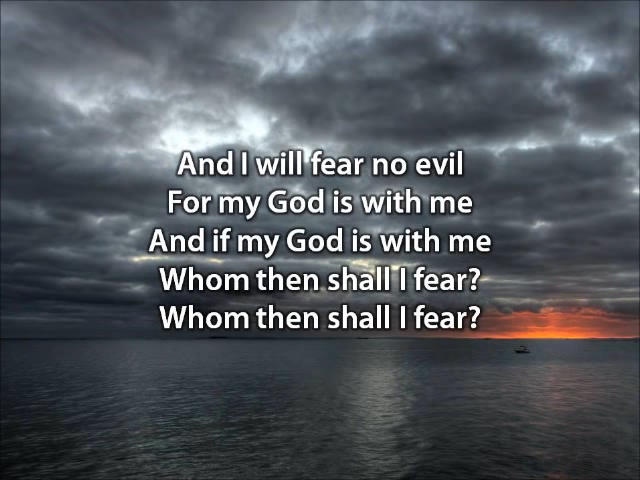 And I will fear no evil
For my God is with me
And if my God is with me
Whom then shall I fear?
Whom then shall I fear?